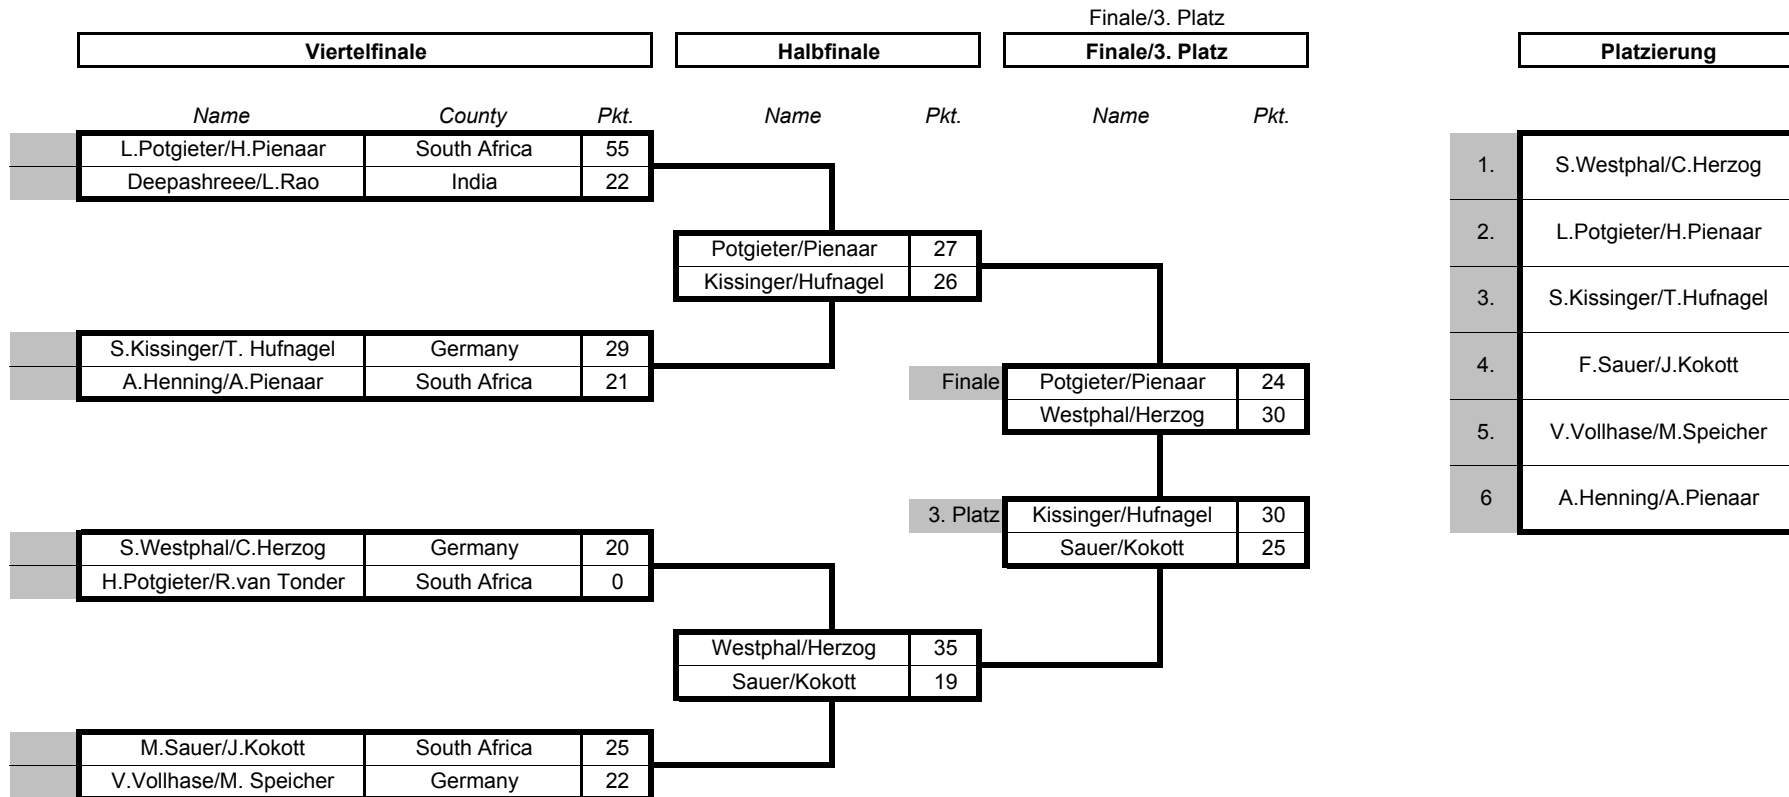 Finale/3. Platz
Viertelfinale Halbfinale Finale/3. Platz Platzierung
Name County Pkt. Name Pkt. Name Pkt.
L.Potgieter/H.Pienaar South Africa 55
Deepashreee/L.Rao India 22
1. S.Westphal/C.Herzog
Potgieter/Pienaar 27
Kissinger/Hufnagel 26
2. L.Potgieter/H.Pienaar
3. S.Kissinger/T.Hufnagel
S.Kissinger/T. Hufnagel Germany 29
A.Henning/A.Pienaar South Africa 21
Finale Potgieter/Pienaar 24
Westphal/Herzog 30
4. F.Sauer/J.Kokott
5. V.Vollhase/M.Speicher
3. Platz Kissinger/Hufnagel 30
Sauer/Kokott 25
6 A.Henning/A.Pienaar
S.Westphal/C.Herzog Germany 20
H.Potgieter/R.van Tonder South Africa 0
Westphal/Herzog 35
Sauer/Kokott 19
M.Sauer/J.Kokott South Africa 25
V.Vollhase/M. Speicher Germany 22